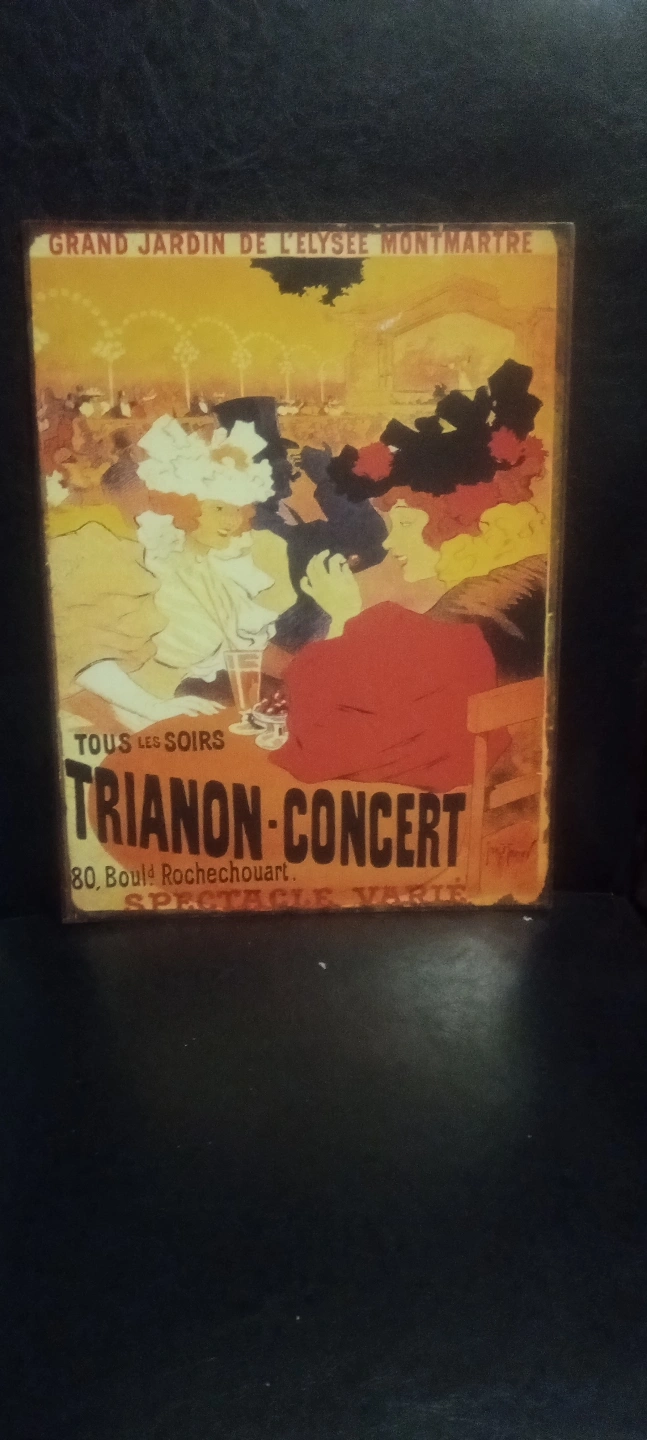 GRAND JARDIN DE L'ELYSÉE MONTMARTRE
TOUS LES SOIRS
TRIANON-CONCERT
80, Boul.d Rochechouart.
SPECTACLE VARIÉ